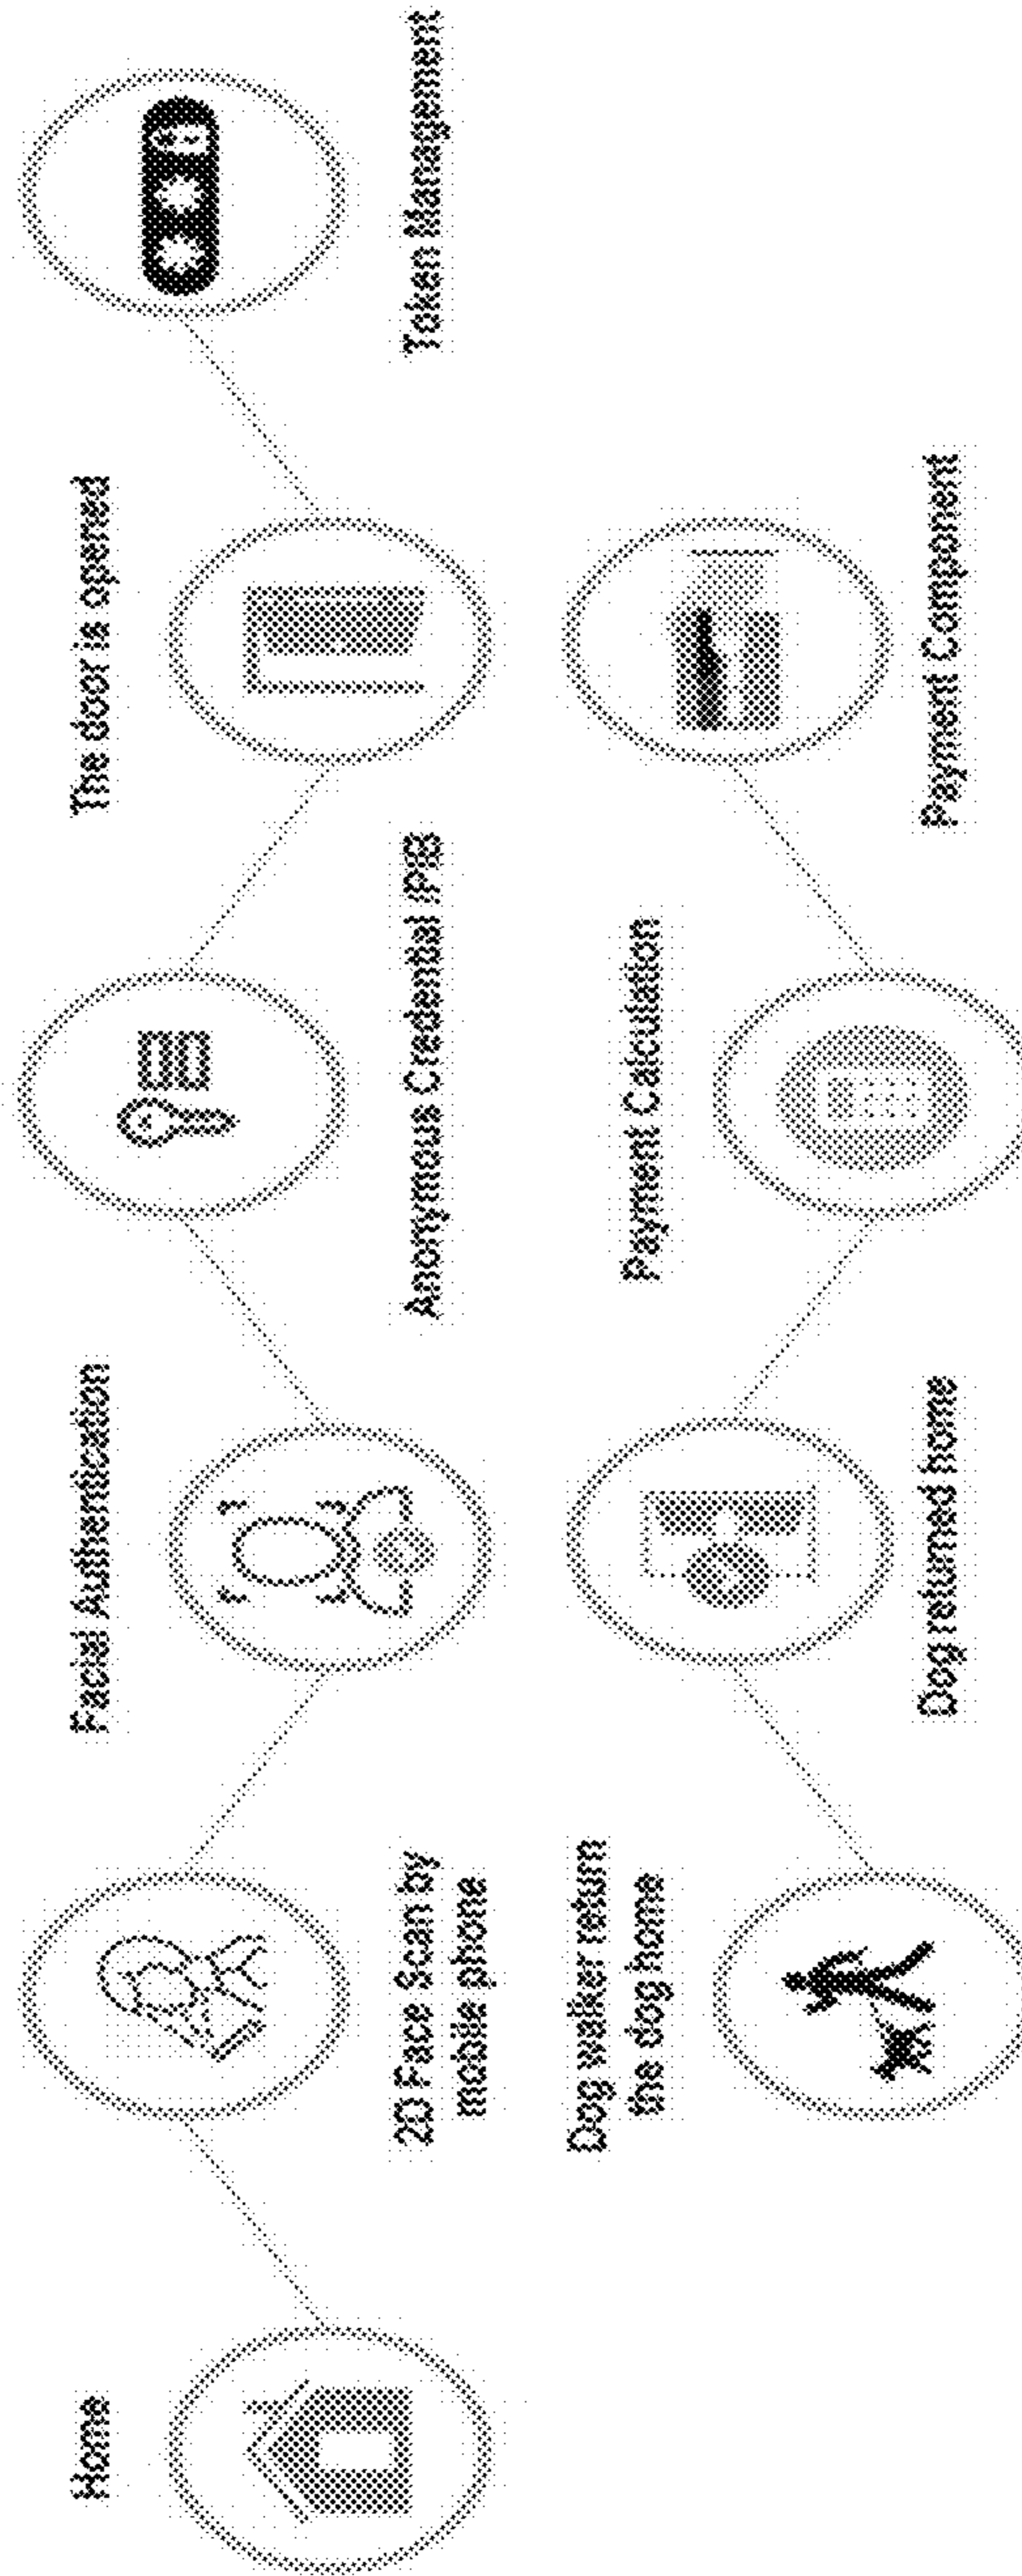 Home
2D Face Scan by
mobile phone
Facial Authentication
Anonymous Credential /PIB
The door is opened
Token Management
Dog walker return
the dog home
Dog returned home
Payment Calculation
Payment Component